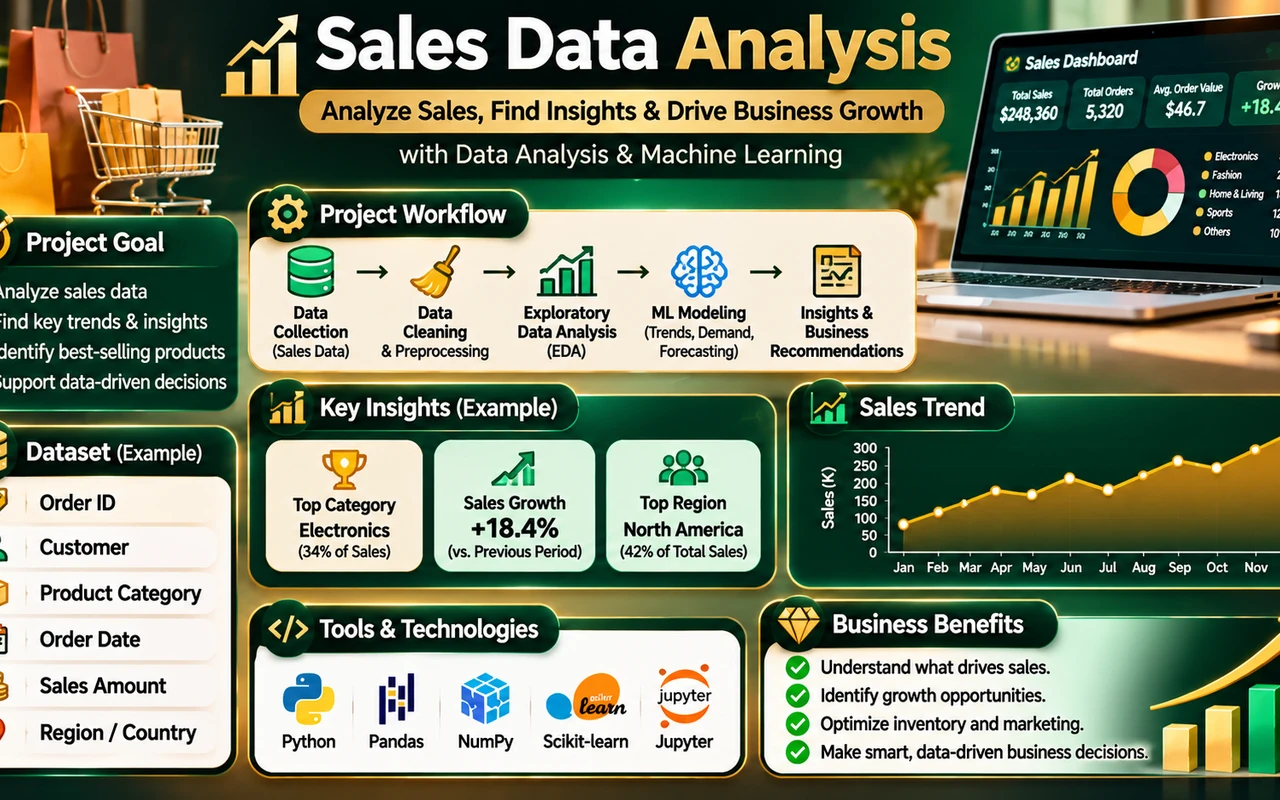 Sales Data Analysis
Analyze Sales, Find Insights & Drive Business Growth
with Data Analysis & Machine Learning
Sales Dashboard
Total Sales
$248,360
Total Orders
5,320
Avg. Order Value
$46.7
Grow
+18.4
Electronics
Fashion
Home & Living
Sports
Others
Project Goal
Analyze sales data
Find key trends & insights
Identify best-selling products
Support data-driven decisions
Project Workflow
Data
Collection
(Sales Data)
Data
Cleaning
& Preprocessing
Exploratory
Data Analysis
(EDA)
ML Modeling
(Trends, Demand,
Forecasting)
Insights &
Business
Recommendations
Dataset (Example)
Order ID
Customer
Product Category
Order Date
Sales Amount
Region / Country
Key Insights (Example)
Top Category
Electronics
(34% of Sales)
Sales Growth
+18.4%
(vs. Previous Period)
Top Region
North America
(42% of Total Sales)
Sales Trend
Sales (K)
300
250
200
150
100
50
0
Jan Feb Mar Apr May Jun Jul Aug Sep Oct Nov
</> Tools & Technologies
Python
Pandas
NumPy
learn
Scikit-learn
jupyter
Jupyter
Business Benefits
Understand what drives sales.
Identify growth opportunities.
Optimize inventory and marketing.
Make smart, data-driven business decisions.